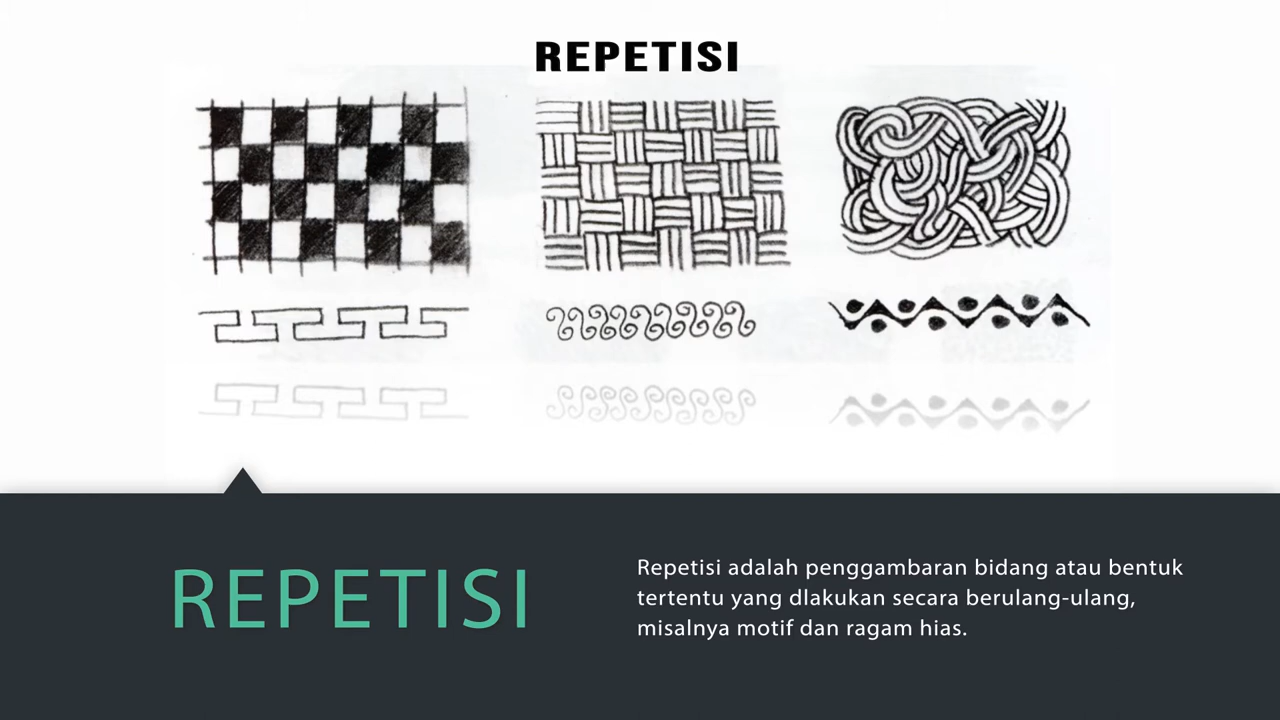 REPETISI
REPETISI
Repetisi adalah penggambaran bidang atau bentuk
tertentu yang dlakukan secara berulang-ulang,
misalnya motif dan ragam hias.